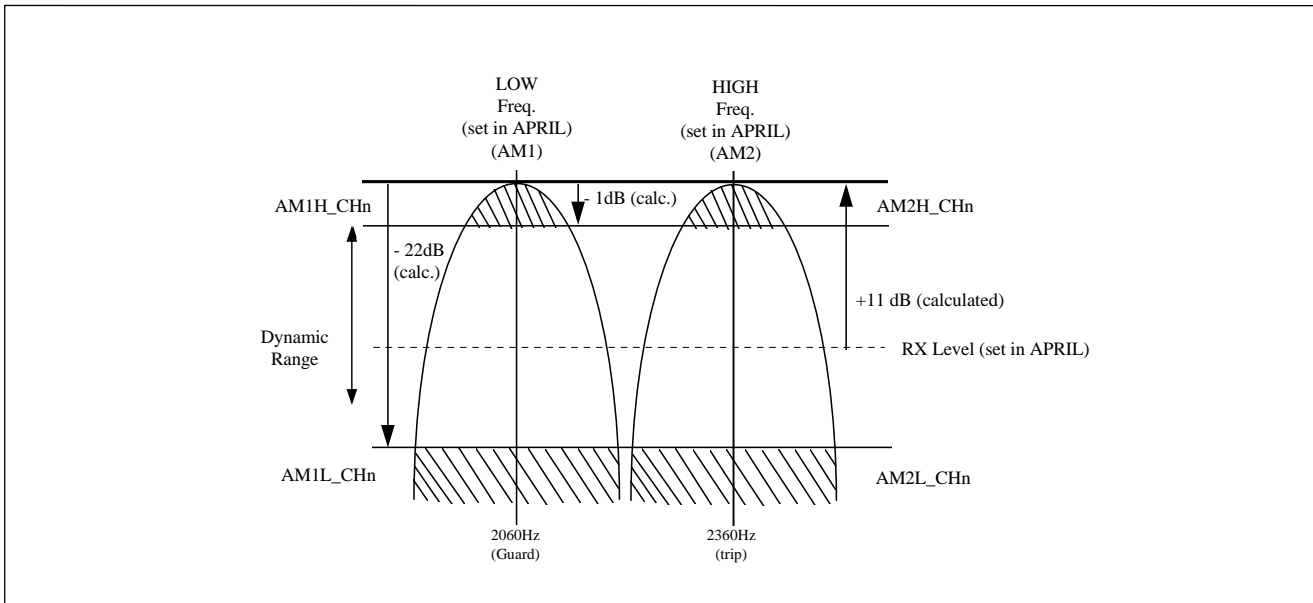 LOW
Freq.
(set in APRIL)
(AM1)
HIGH
Freq.
(set in APRIL)
(AM2)
AM1H_CHn
- 1dB (calc.)
AM2H_CHn
- 22dB
(calc.)
+11 dB (calculated)
Dynamic
Range
RX Level (set in APRIL)
AM1L_CHn
AM2L_CHn
2060Hz
(Guard)
2360Hz
(trip)